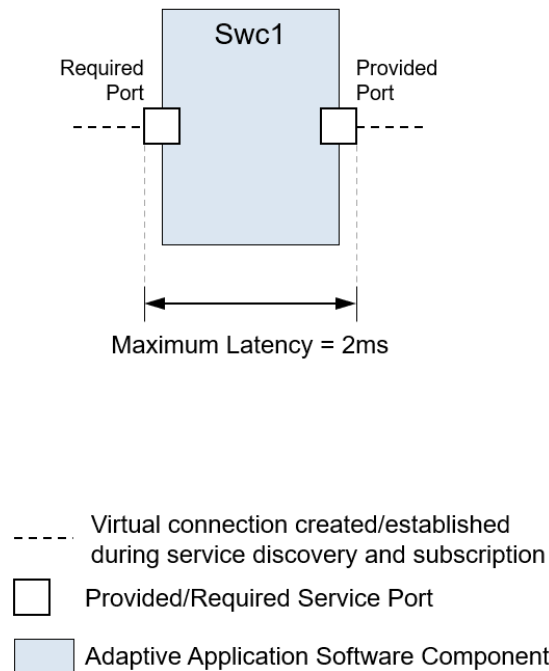 Swc1
Required
Port
Provided
Port
Maximum Latency = 2ms
Virtual connection created/established
during service discovery and subscription
Provided/Required Service Port
Adaptive Application Software Component